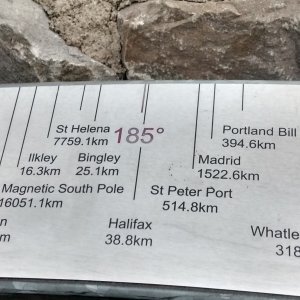 St Helena
7759.1km
185°
Portland Bill
394.6km
Ilkley
16.3km
Bingley
25.1km
Madrid
1522.6km
Magnetic South Pole
16051.1km
St Peter Port
514.8km
Halifax
38.8km